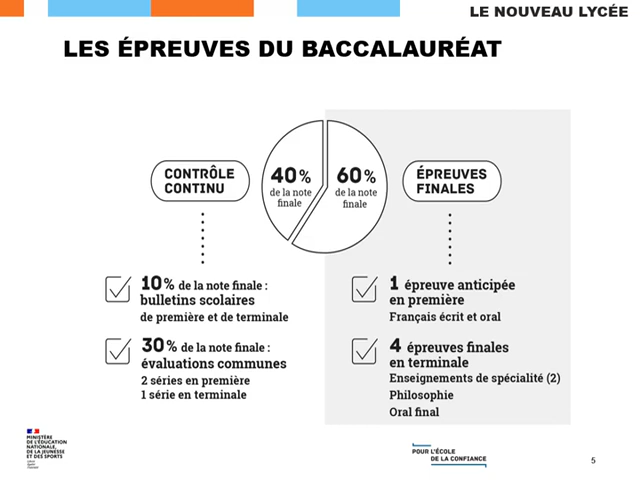 LE NOUVEAU LYCÉE
LES ÉPREUVES DU BACCALAURÉAT
CONTRÔLE
CONTINU
40%
de la note
finale
60%
de la note
finale
ÉPREUVES
FINALES
10% de la note finale :
bulletins scolaires
de première et de terminale
30% de la note finale :
évaluations communes
2 séries en première
1 série en terminale
1 épreuve anticipée
en première
Français écrit et oral
4 épreuves finales
en terminale
Enseignements de spécialité (2)
Philosophie
Oral final
MINISTÈRE
DE L'ÉDUCATION
NATIONALE,
DE LA JEUNESSE
ET DES SPORTS
POUR L'ÉCOLE
DE LA CONFIANCE
5